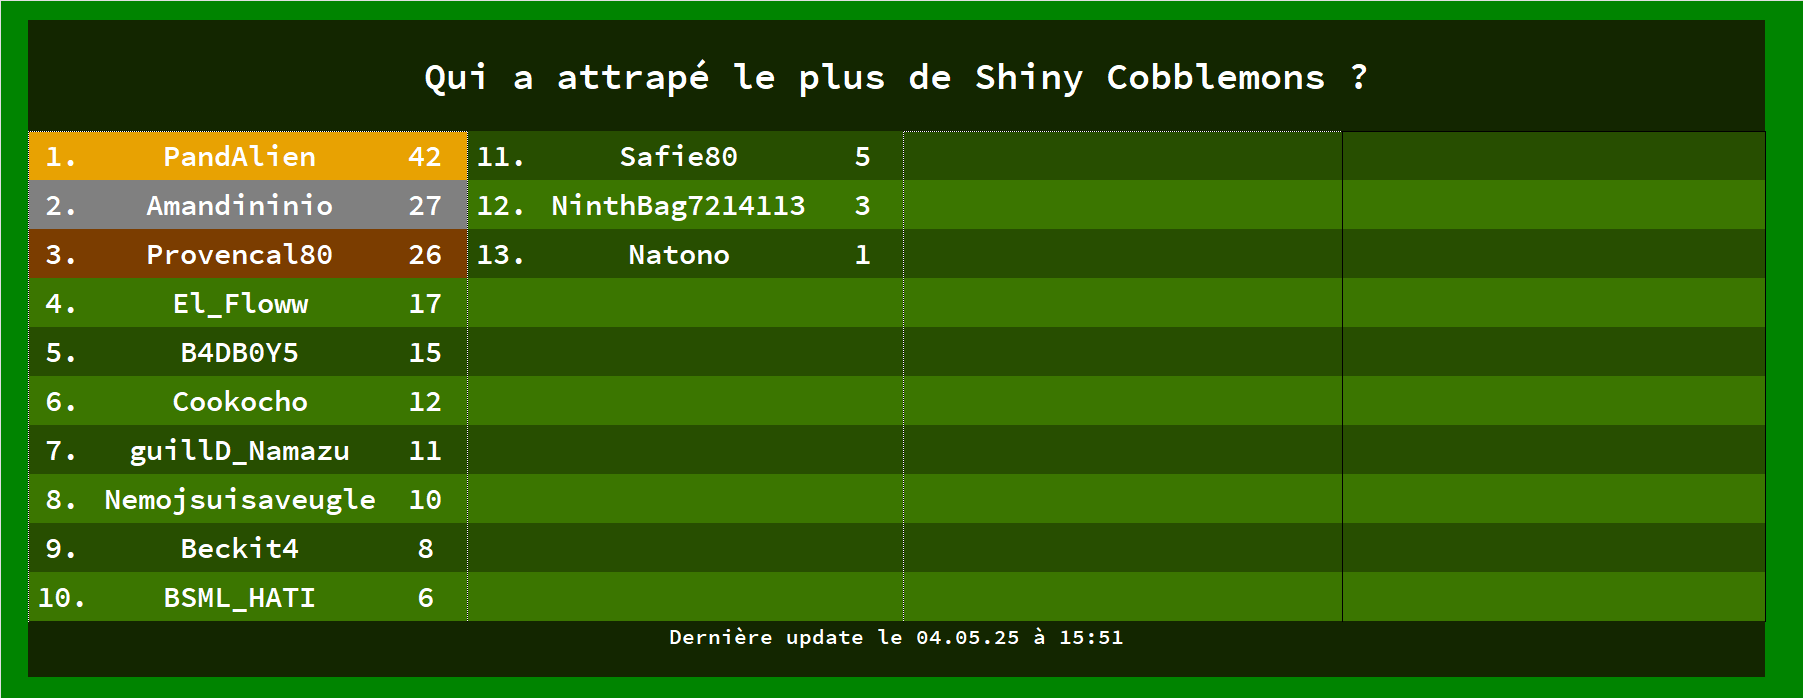 Qui a attrapé le plus de Shiny Cobblemons ?
1. PandAlien 42
2. Amandininio 27
3. Provencal80 26
4. El_Floww 17
5. B4DB0Y5 15
6. Cookocho 12
7. guillD_Namazu 11
8. Nemojsuisaveugle 10
9. Beckit4 8
10. BSML_HATI 6
11. Safie80 5
12. NinthBag7214113 3
13. Natono 1
Dernière update le 04.05.25 à 15:51